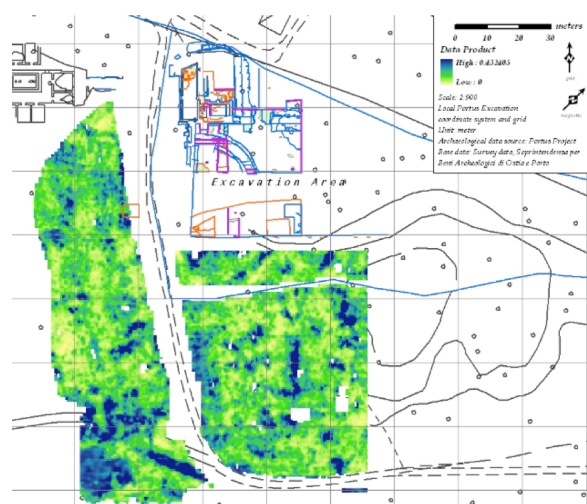 meters
0 10 20 30
Data Product
High : 0.432405
Low : 0
Scale: 2:900
Local Portus Excavation
coordinate system and grid
Unit: meter
Archaeological data source: Portus Project
Base data: Survey data, Soprintendenza per
Beni Archeologici di Ostia e Porto
grid
magnetic
Excavation Area